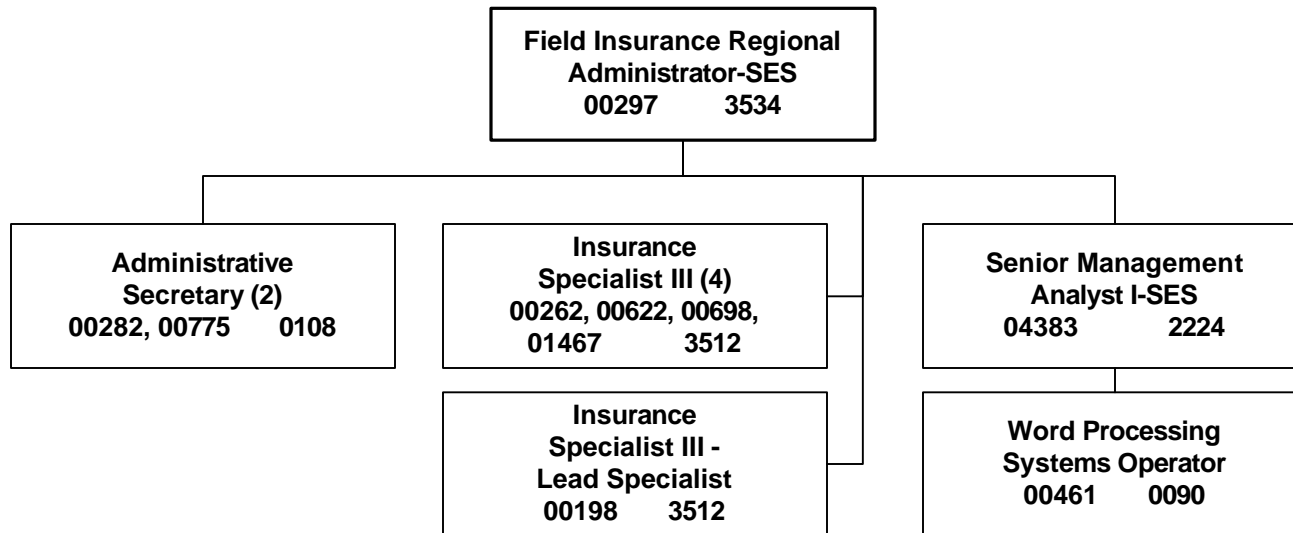 Field Insurance Regional
Administrator-SES
00297 3534
Administrative
Secretary (2)
00282, 00775 0108
Insurance
Specialist III (4)
00262, 00622, 00698,
01467 3512
Senior Management
Analyst I-SES
04383 2224
Insurance
Specialist III -
Lead Specialist
00198 3512
Word Processing
Systems Operator
00461 0090